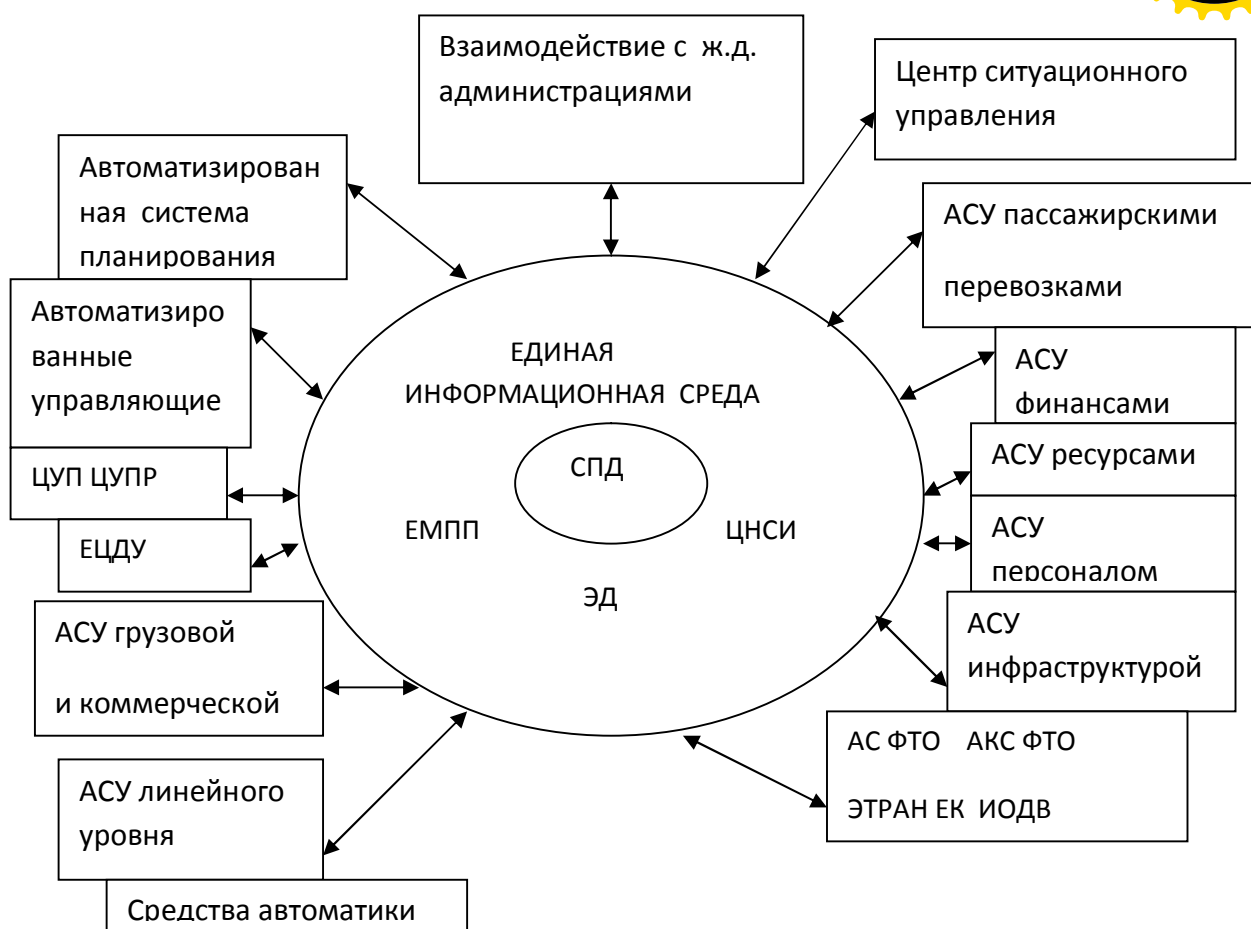 Взаимодействие с ж.д.
администрациями
Центр ситуационного
управления
Автоматизирован
ная система
планирования
АСУ пассажирскими
перевозками
Автоматизиро
ванные
управляющие
АСУ
финансами
ЕДИНАЯ
ИНФОРМАЦИОННАЯ СРЕДА
СПД
ЕМПП
ЦНСИ
ЭД
ЦУП ЦУПР
АСУ ресурсами
ЕЦДУ
АСУ
персоналом
АСУ грузовой
и коммерческой
АСУ
инфраструктурой
АС ФТО АКС ФТО
ЭТРАН ЕК ИОДВ
АСУ линейного
уровня
Средства автоматики